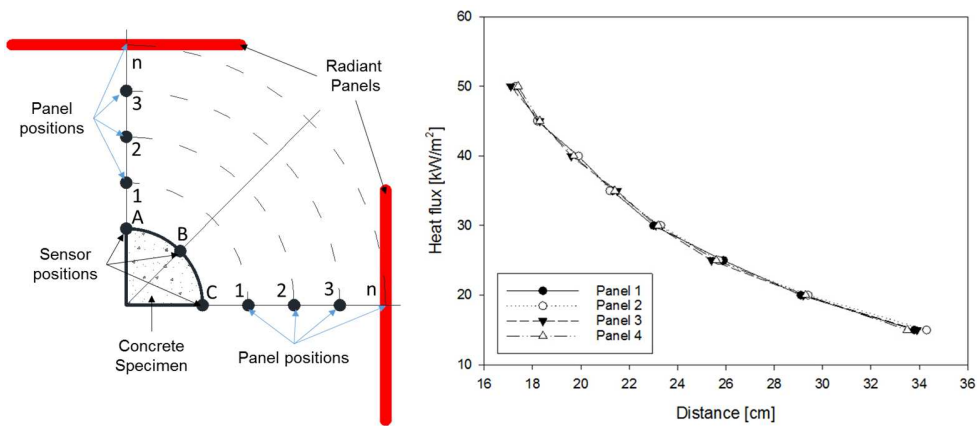 n
3
2
1
A
B
C
1
2
3
n
Radiant
Panels
Panel
positions
Sensor
positions
Concrete
Specimen
Panel positions
Heat flux [kW/m²]
60
50
40
30
20
10
Panel 1
Panel 2
Panel 3
Panel 4
16 18 20 22 24 26 28 30 32 34 36
Distance [cm]